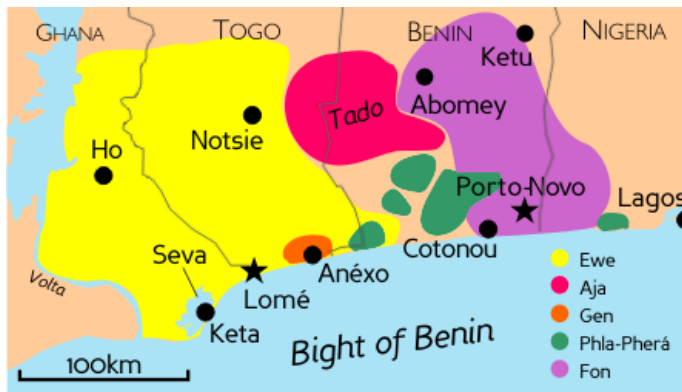 GHANA
TOGO
BENIN
NIGERIA
Ketu
Abomey
Tado
Notsie
Ho
Porto-Novo
Lagos
Cotonou
Seva
Anéxo
Volta
Lomé
Keta
Bight of Benin
100km
Ewe
Aja
Gen
Phla-Pherá
Fon